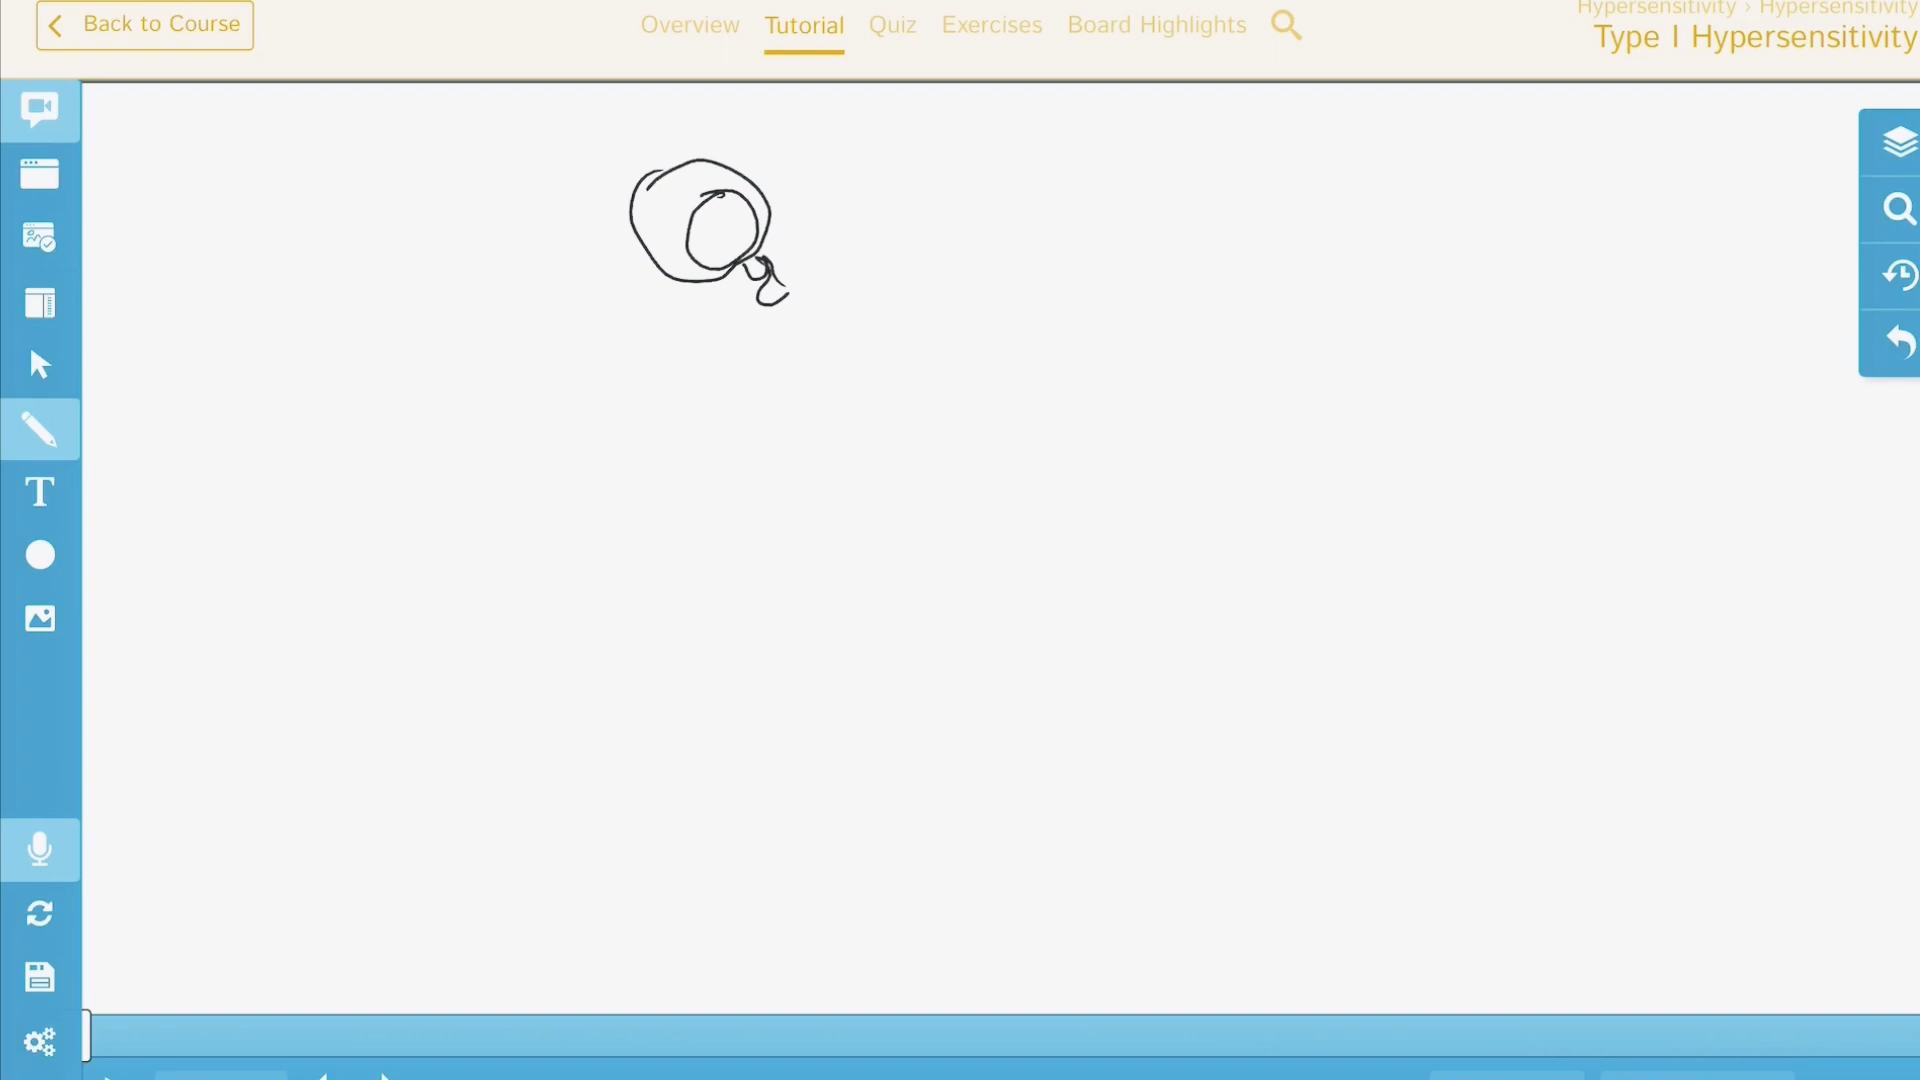 Back to Course
Overview Tutorial Quiz Exercises Board Highlights
Hypersensitivity › Hypersensitivity
Type I Hypersensitivity
T